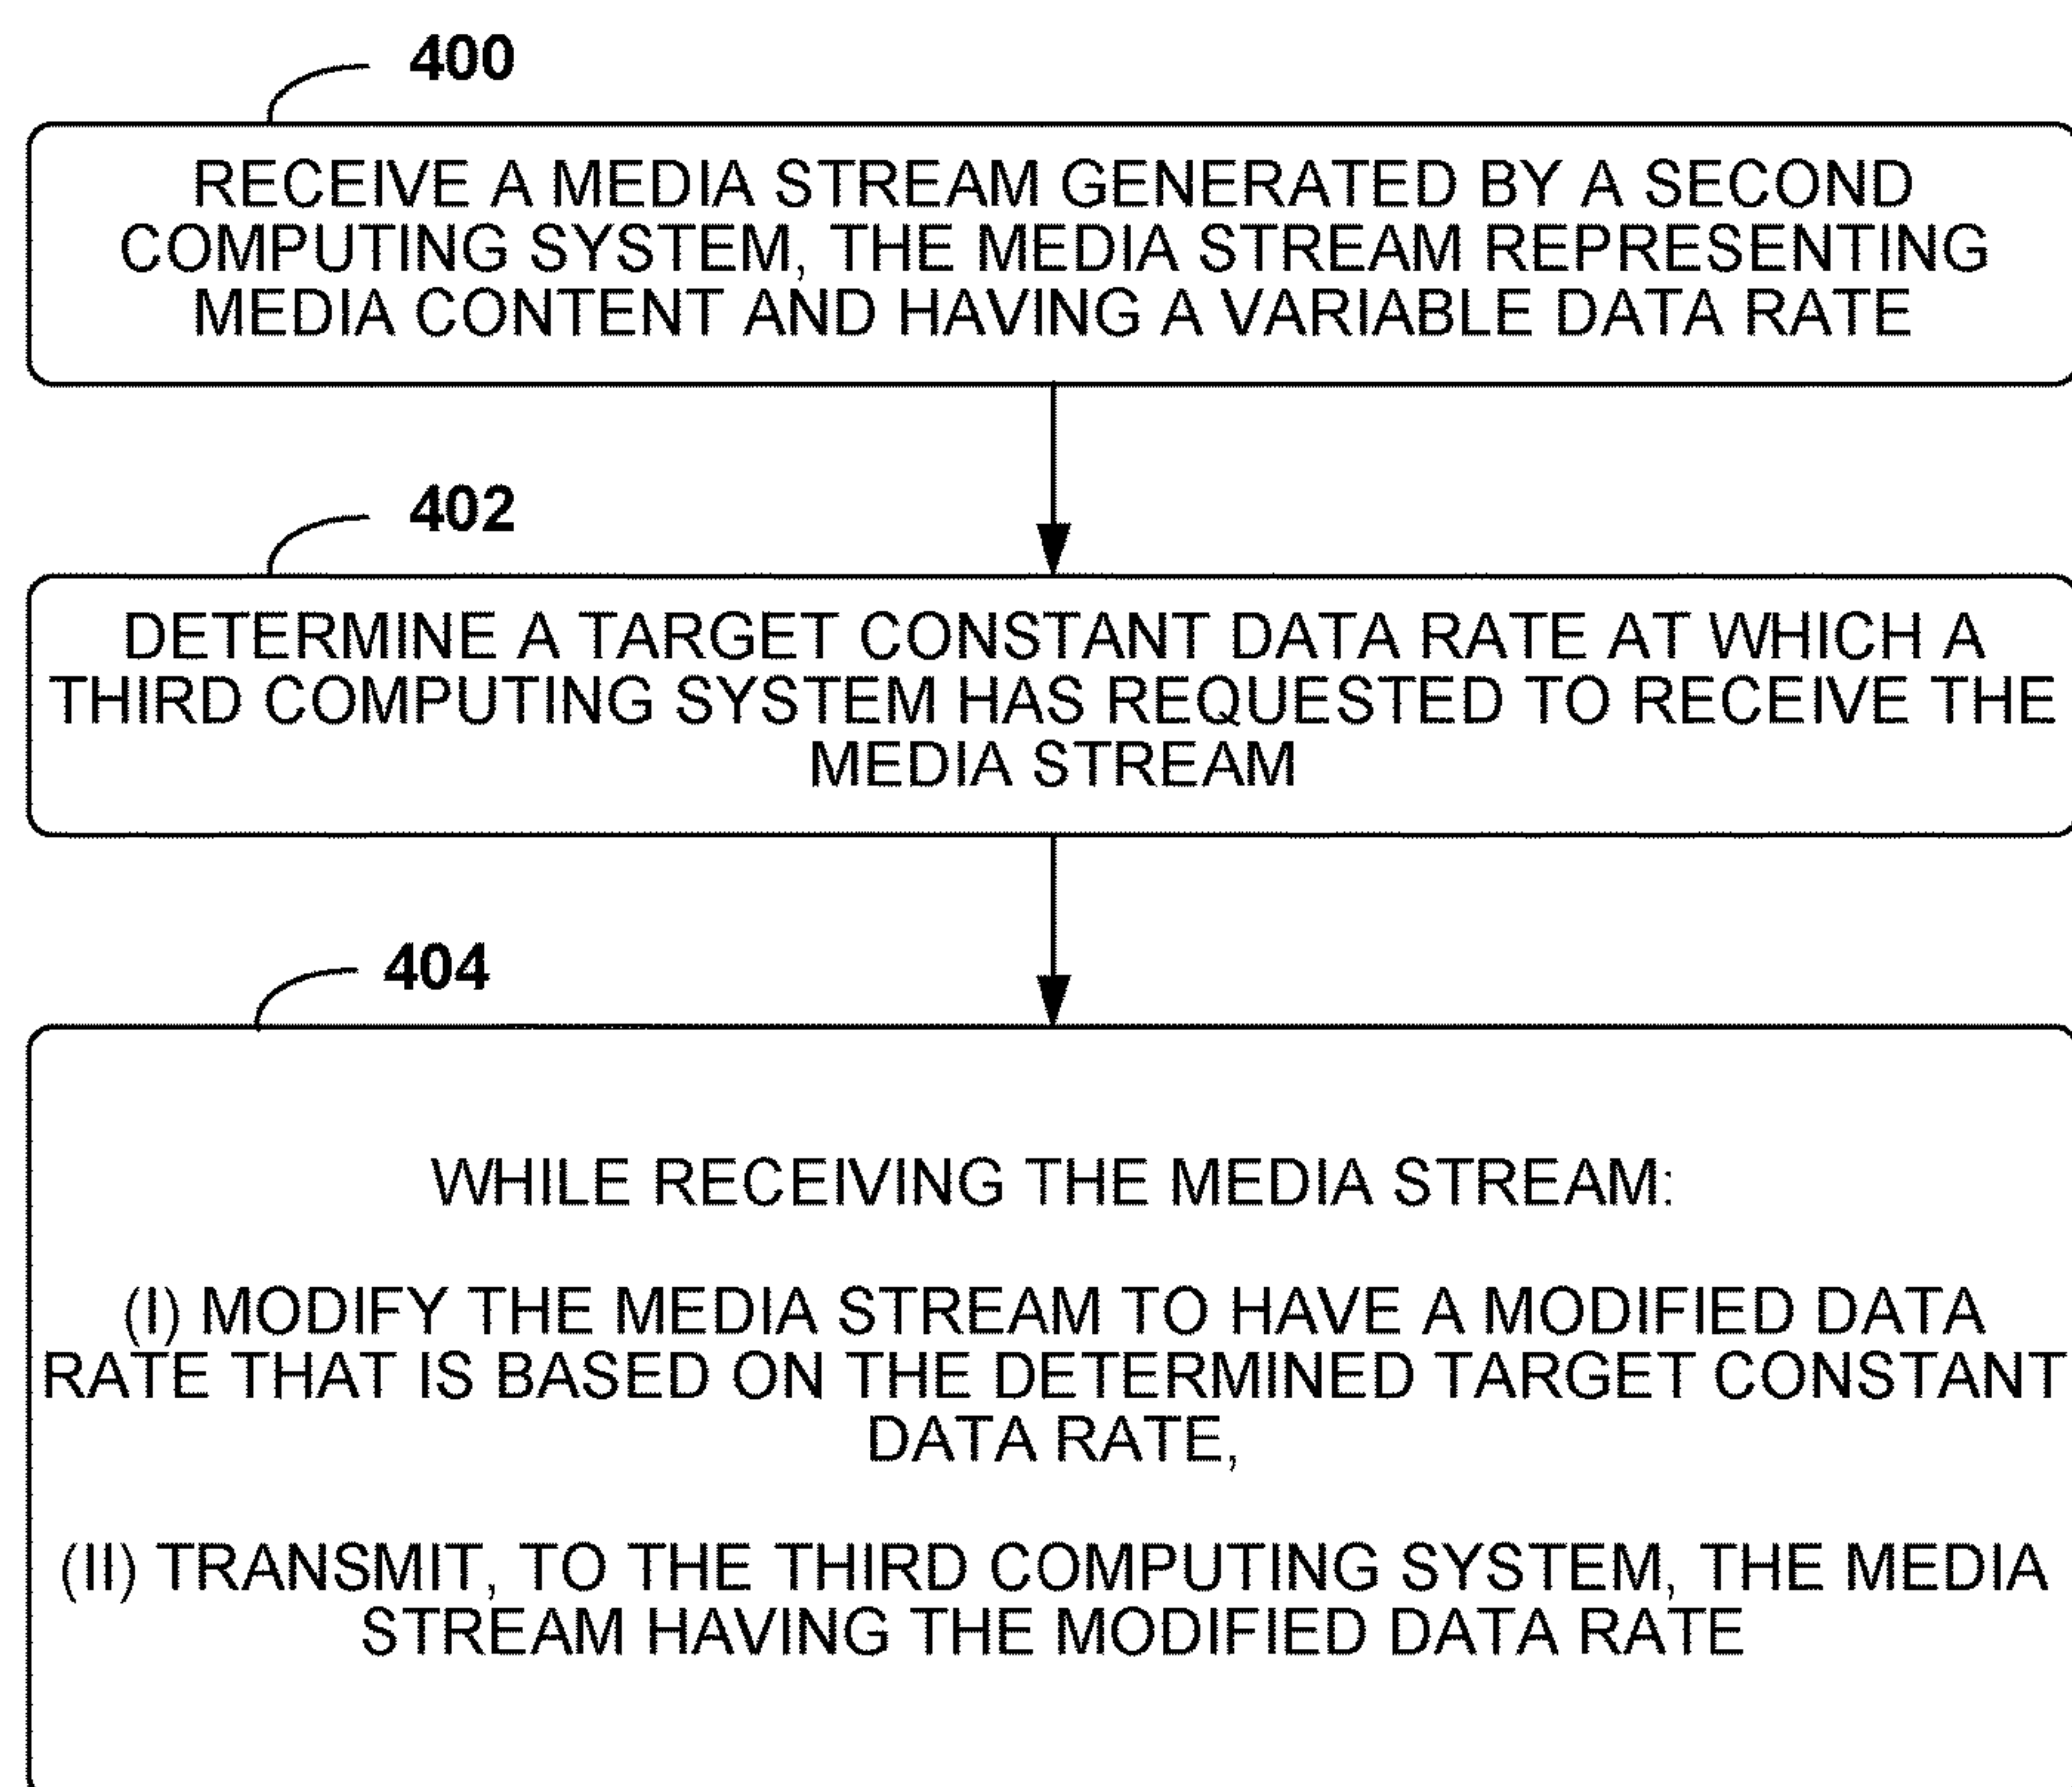 400
RECEIVE A MEDIA STREAM GENERATED BY A SECOND
COMPUTING SYSTEM, THE MEDIA STREAM REPRESENTING
MEDIA CONTENT AND HAVING A VARIABLE DATA RATE
402
DETERMINE A TARGET CONSTANT DATA RATE AT WHICH A
THIRD COMPUTING SYSTEM HAS REQUESTED TO RECEIVE THE
MEDIA STREAM
404
WHILE RECEIVING THE MEDIA STREAM:
(I) MODIFY THE MEDIA STREAM TO HAVE A MODIFIED DATA
RATE THAT IS BASED ON THE DETERMINED TARGET CONSTANT
DATA RATE,
(II) TRANSMIT, TO THE THIRD COMPUTING SYSTEM, THE MEDIA
STREAM HAVING THE MODIFIED DATA RATE